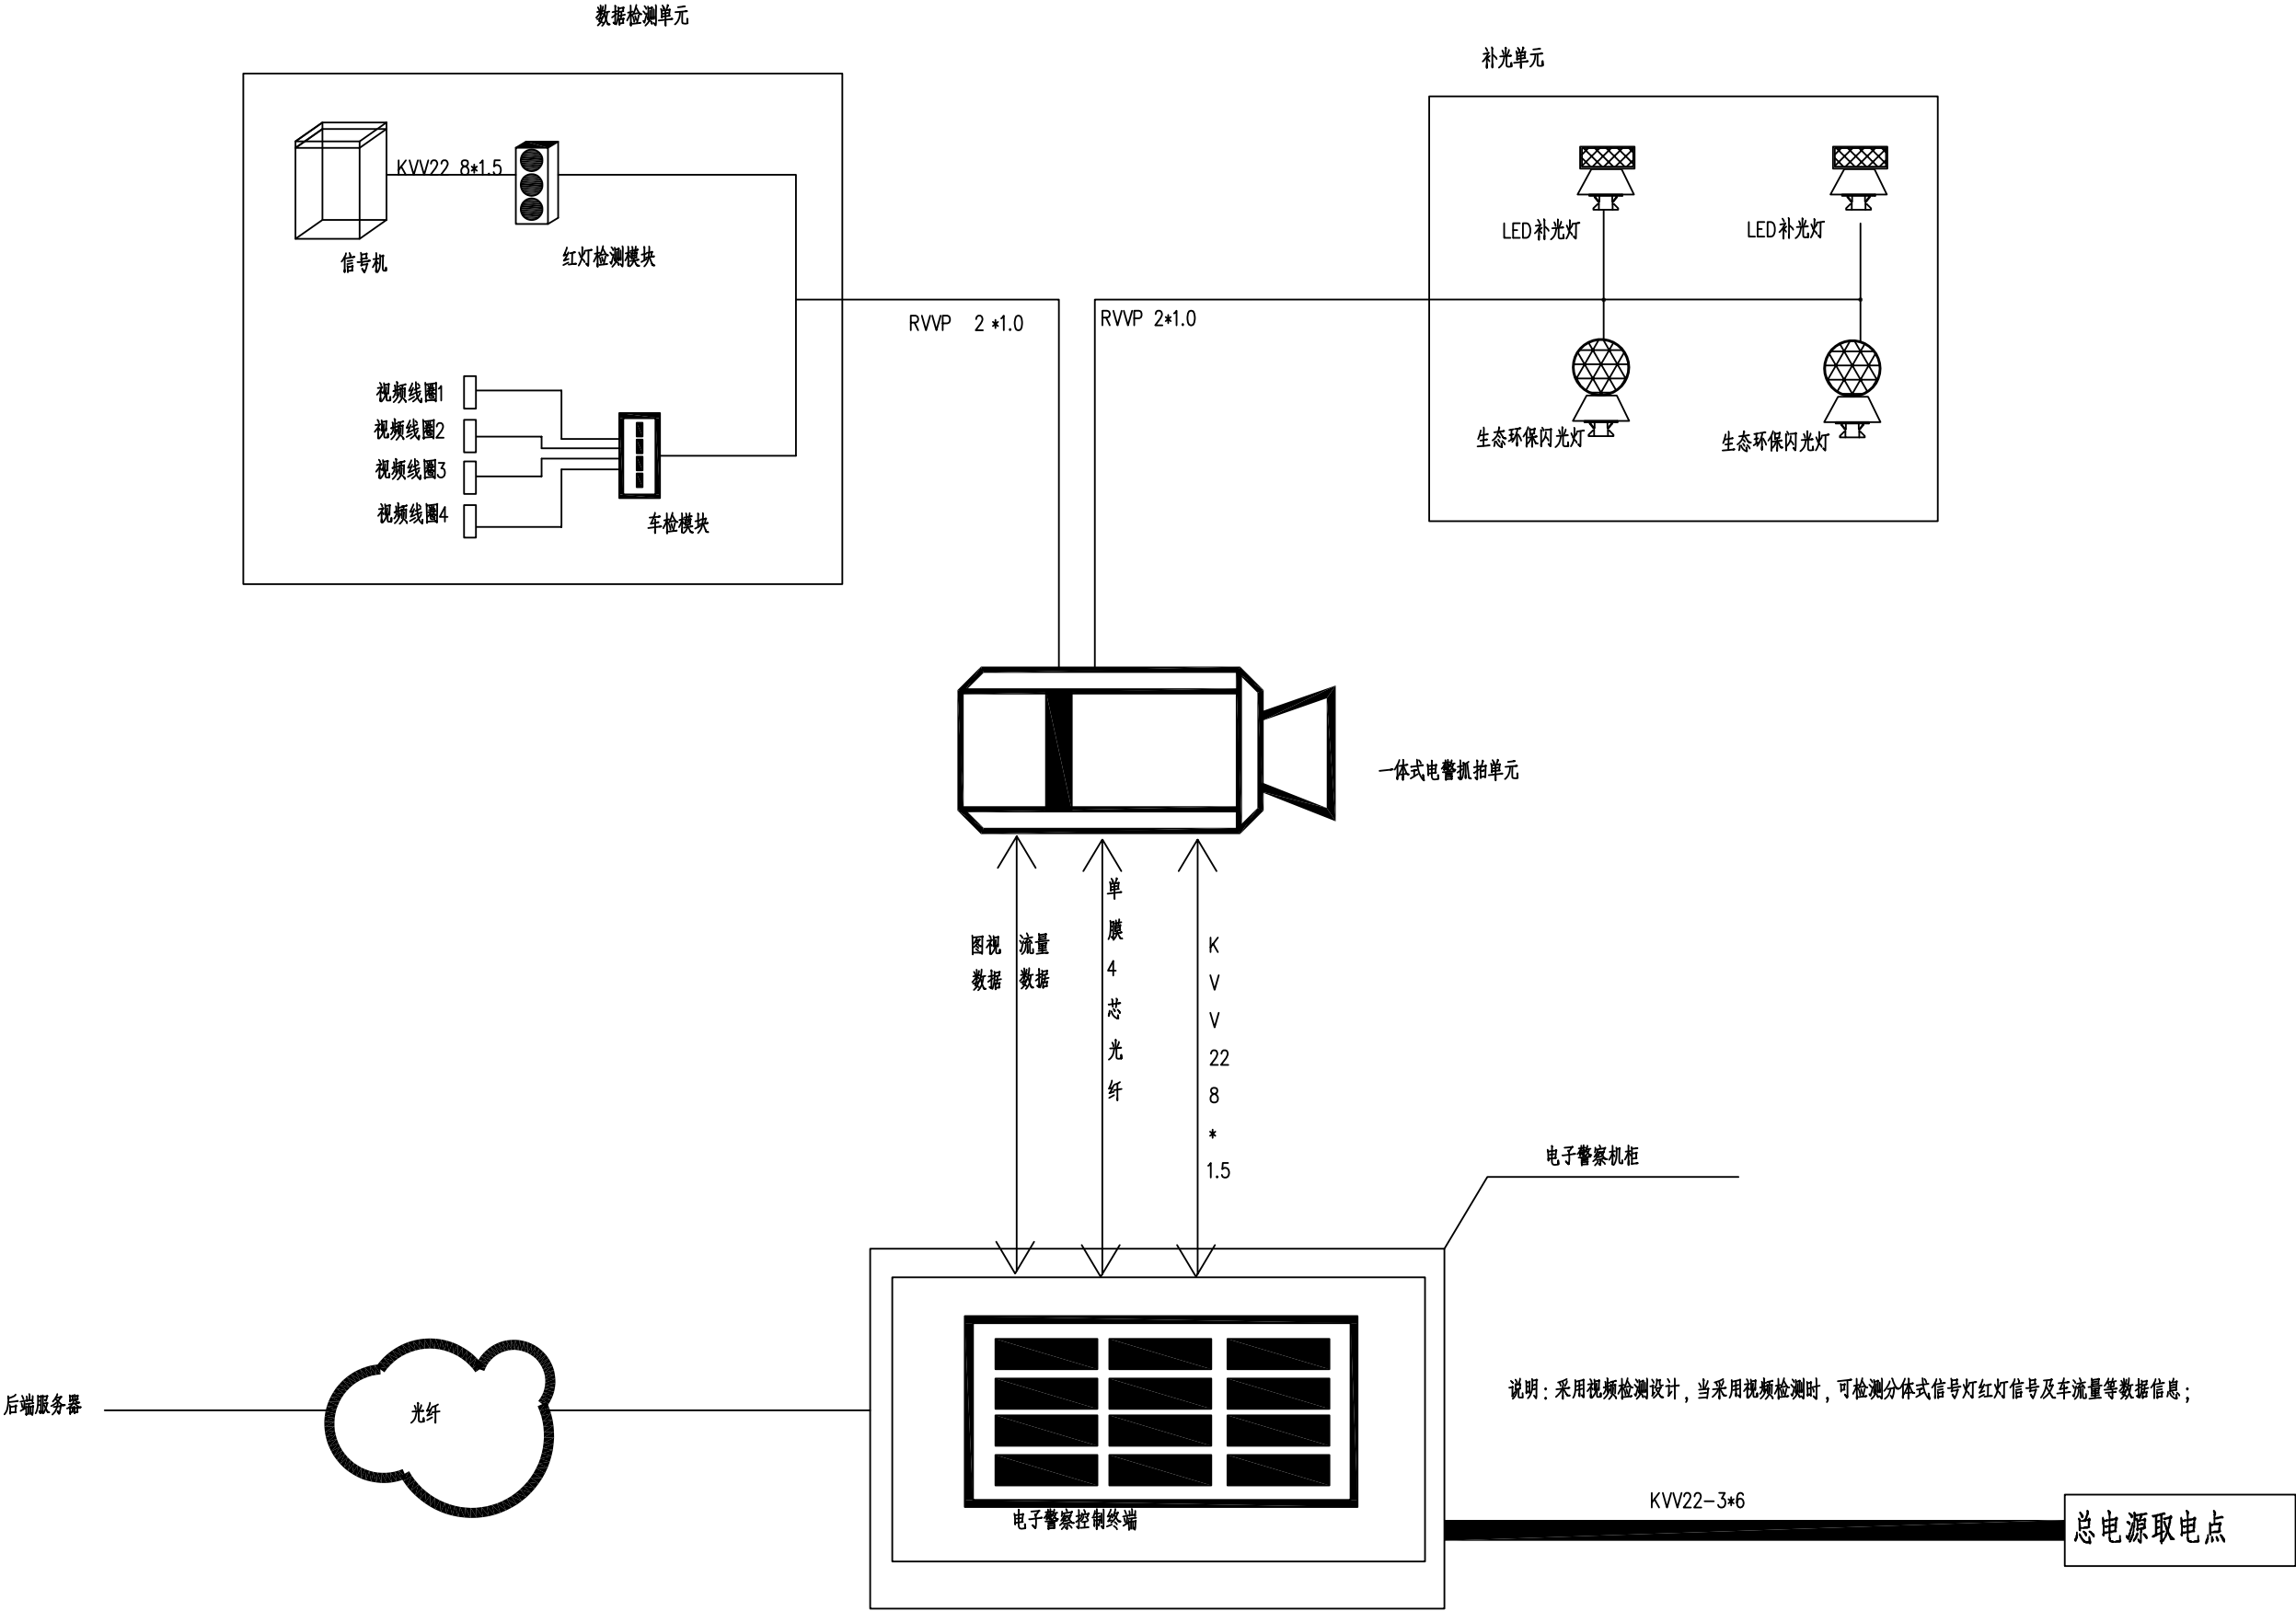 数据检测单元
补光单元
KVV22 8*1.5
信号机
红灯检测模块
LED补光灯
LED补光灯
RVVP 2 *1.0
RVVP 2*1.0
视频线圈1
视频线圈2
视频线圈3
视频线圈4
车检模块
生态环保闪光灯
生态环保闪光灯
一体式电警抓拍单元
图视
数据
流量
数据
单
膜
4
芯
光
纤
K
V
V
22
8
*
1.5
电子警察机柜
后端服务器
光纤
说明：采用视频检测设计，当采用视频检测时，可检测分体式信号灯红灯信号及车流量等数据信息；
电子警察控制终端
KVV22-3*6
总电源取电点